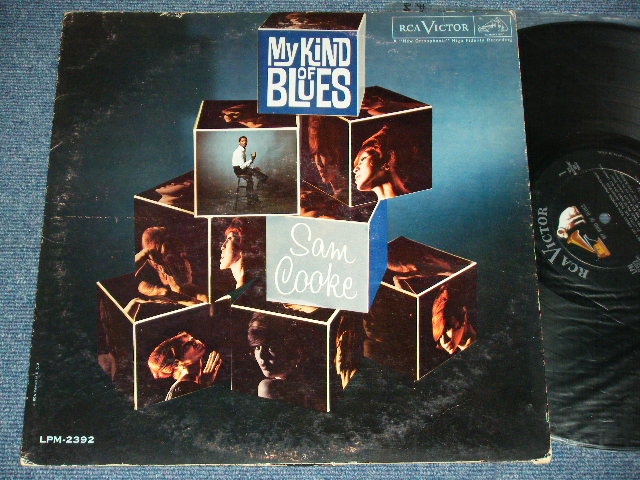 MY KIND
OF
BLUES
RCA VICTOR
A "New Orthophonic" High Fidelity Recording
Sam
Cooke
LPM-2392
RCA VICTOR